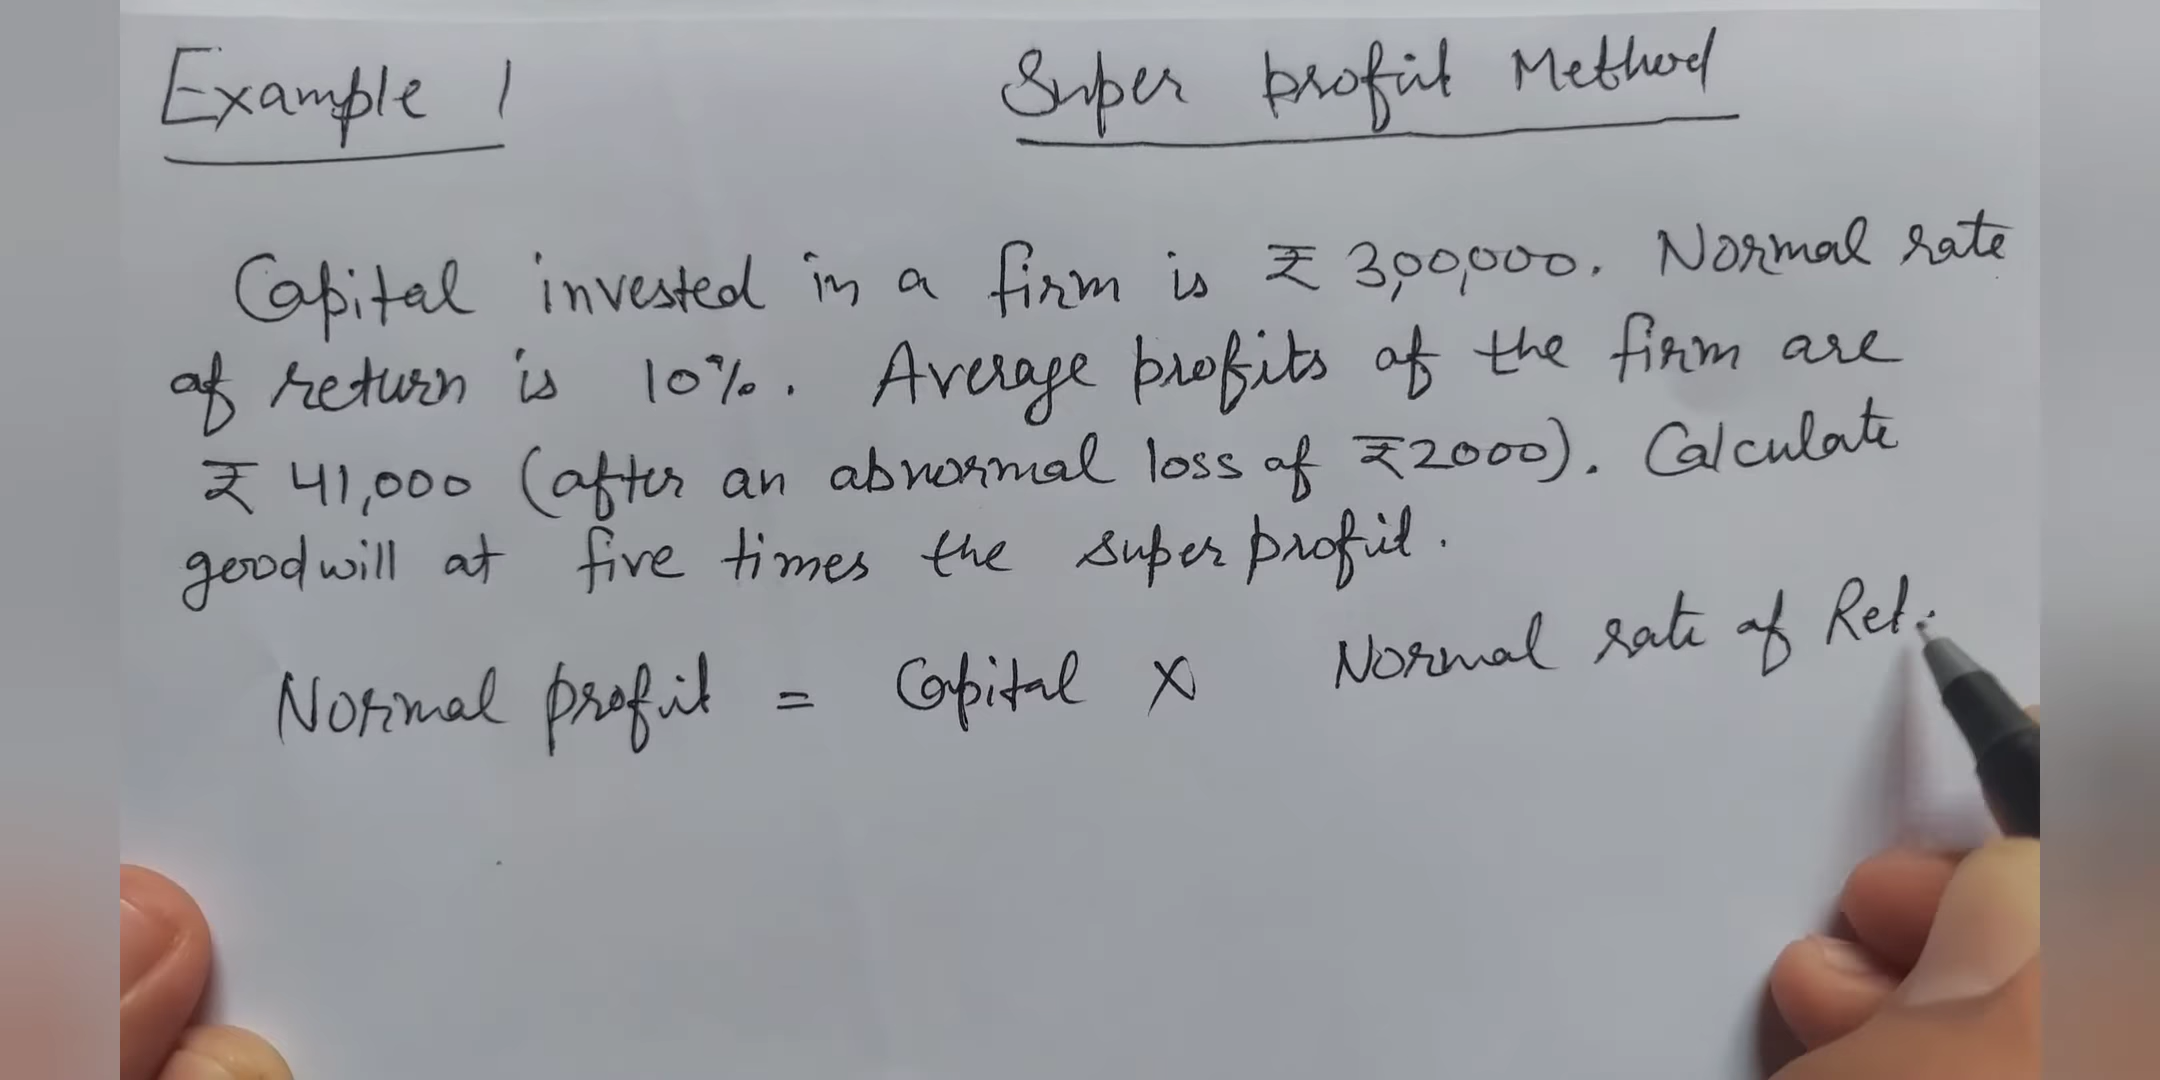 Example 1 Super profit Method
Capital invested in a firm is ₹ 3,00,000. Normal rate
of return is 10%. Average profits of the firm are
₹ 41,000 (after an abnormal loss of ₹2000). Calculate
goodwill at five times the super profit.
Normal profit = Capital × Normal rate of Ret.